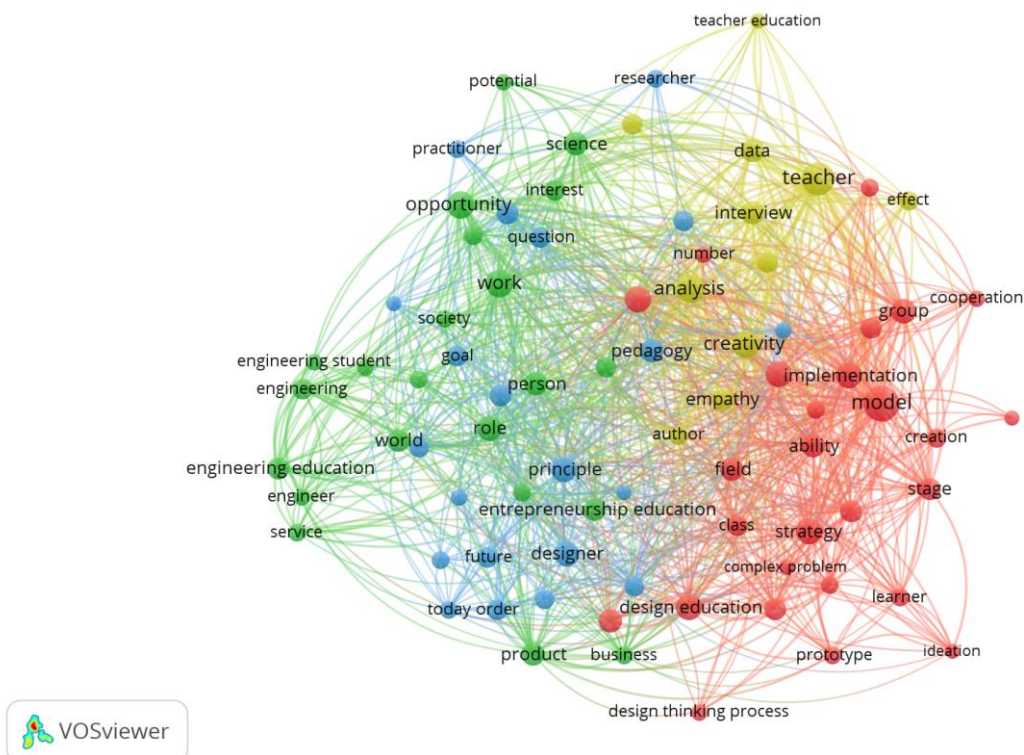 teacher education
potential
researcher
practitioner
science
data
teacher
interest
effect
opportunity
interview
question
number
work
analysis
cooperation
group
society
creativity
goal
pedagogy
engineering student
implementation
engineering
person
empathy
model
role
author
ability
creation
world
engineering education
principle
field
stage
engineer
entrepreneurship education
class
service
strategy
future
designer
complex problem
learner
today order
design education
product
business
prototype
ideation
design thinking process
VOSviewer